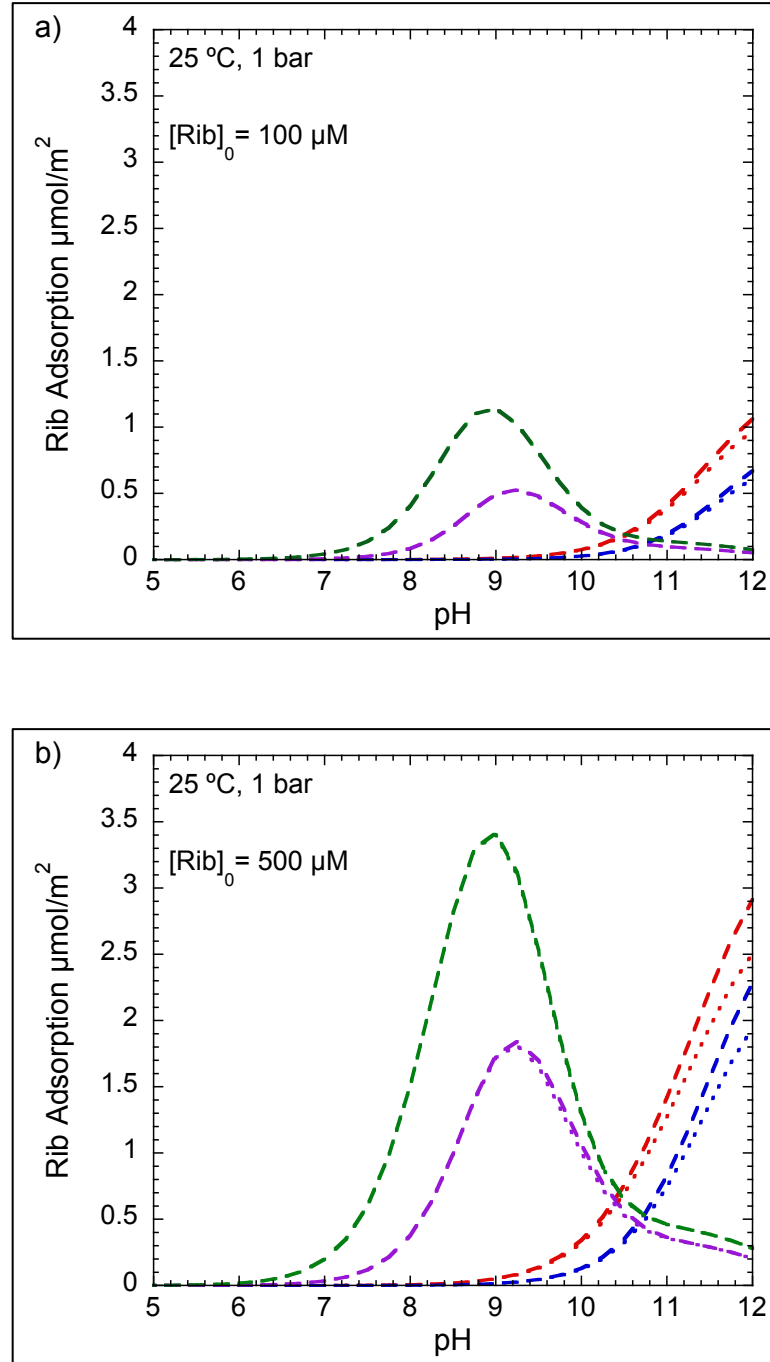 a)
25 ºC, 1 bar
[Rib]0 = 100 µM
Rib Adsorption µmol/m2
4
3.5
3
2.5
2
1.5
1
0.5
0
5 6 7 8 9 10 11 12
pH
b)
25 ºC, 1 bar
[Rib]0 = 500 µM
Rib Adsorption µmol/m2
4
3.5
3
2.5
2
1.5
1
0.5
0
5 6 7 8 9 10 11 12
pH